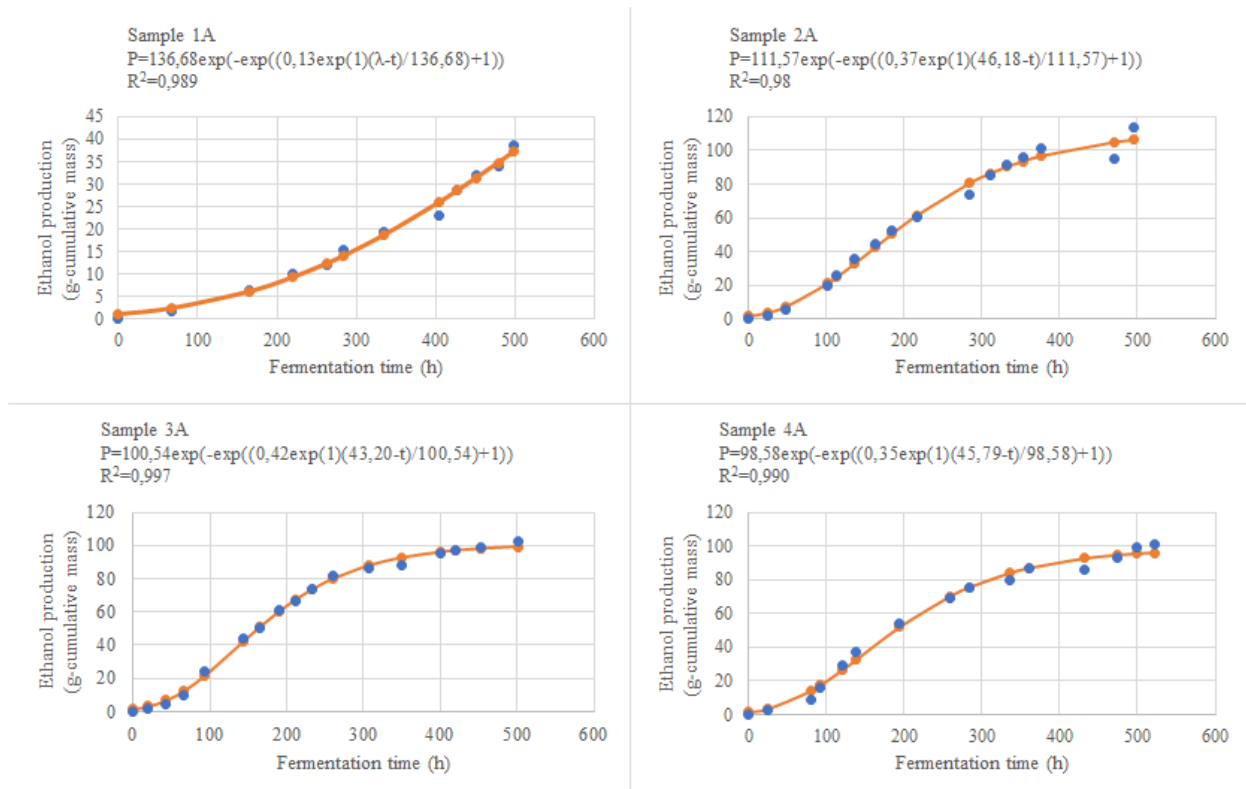 Sample 1A
P=136,68exp(-exp((0,13exp(1)(λ-t)/136,68)+1))
R²=0,989
Ethanol production
(g-cumulative mass)
45
40
35
30
25
20
15
10
5
0
0 100 200 300 400 500 600
Fermentation time (h)
Sample 2A
P=111,57exp(-exp((0,37exp(1)(46,18-t)/111,57)+1))
R²=0,98
Ethanol production
(g-cumulative mass)
120
100
80
60
40
20
0
0 100 200 300 400 500 600
Fermentation time (h)
Sample 3A
P=100,54exp(-exp((0,42exp(1)(43,20-t)/100,54)+1))
R²=0,997
Ethanol production
(g-cumulative mass)
120
100
80
60
40
20
0
0 100 200 300 400 500 600
Fermentation time (h)
Sample 4A
P=98,58exp(-exp((0,35exp(1)(45,79-t)/98,58)+1))
R²=0,990
Ethanol production
(g-cumulative mass)
120
100
80
60
40
20
0
0 100 200 300 400 500 600
Fermentation time (h)